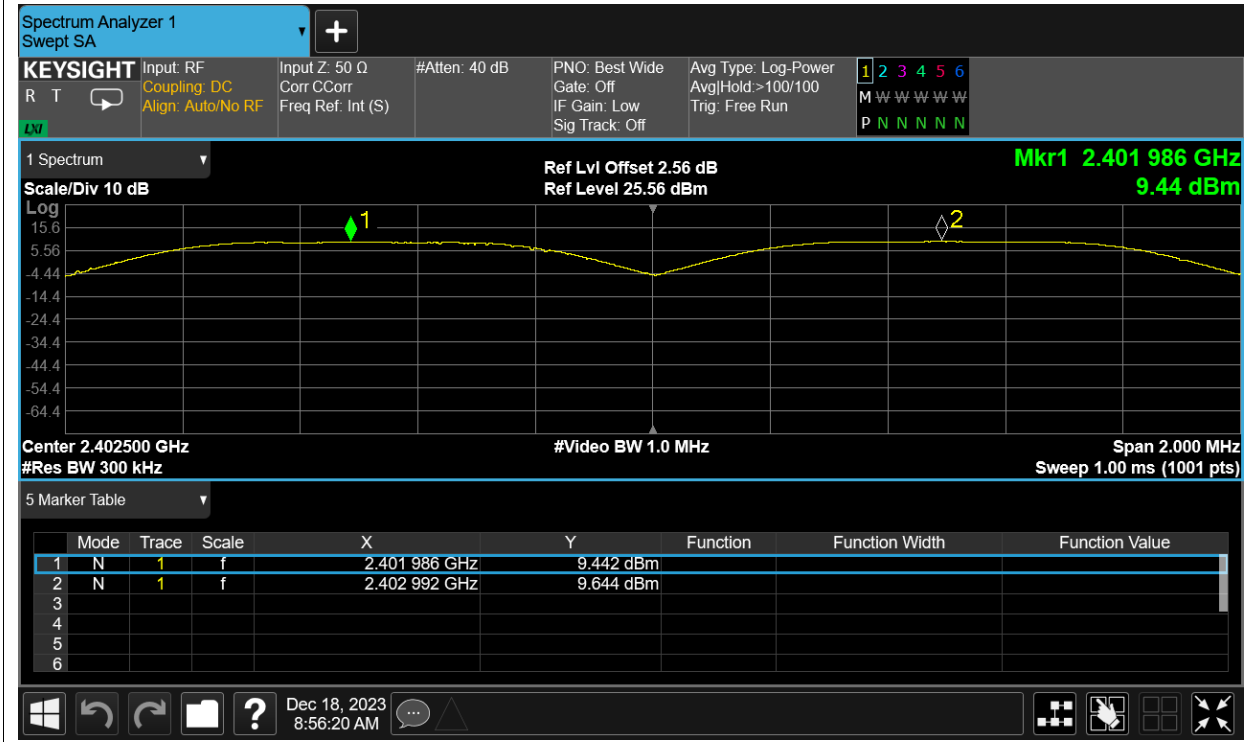 Spectrum Analyzer 1
Swept SA
+
KEYSIGHT
R T
LXI
Input: RF
Coupling: DC
Align: Auto/No RF
Input Z: 50 Ω
Corr CCorr
Freq Ref: Int (S)
#Atten: 40 dB
PNO: Best Wide
Gate: Off
IF Gain: Low
Sig Track: Off
Avg Type: Log-Power
Avg|Hold:>100/100
Trig: Free Run
1 2 3 4 5 6
M W W W W W
P N N N N N
1 Spectrum
Scale/Div 10 dB
Ref Lvl Offset 2.56 dB
Ref Level 25.56 dBm
Mkr1 2.401 986 GHz
9.44 dBm
Log
15.6
5.56
-4.44
-14.4
-24.4
-34.4
-44.4
-54.4
-64.4
1
2
Center 2.402500 GHz
#Video BW 1.0 MHz
Span 2.000 MHz
#Res BW 300 kHz
Sweep 1.00 ms (1001 pts)
5 Marker Table
Mode Trace Scale X Y Function Function Width Function Value
1 N 1 f 2.401 986 GHz 9.442 dBm
2 N 1 f 2.402 992 GHz 9.644 dBm
3
4
5
6
?
Dec 18, 2023
8:56:20 AM